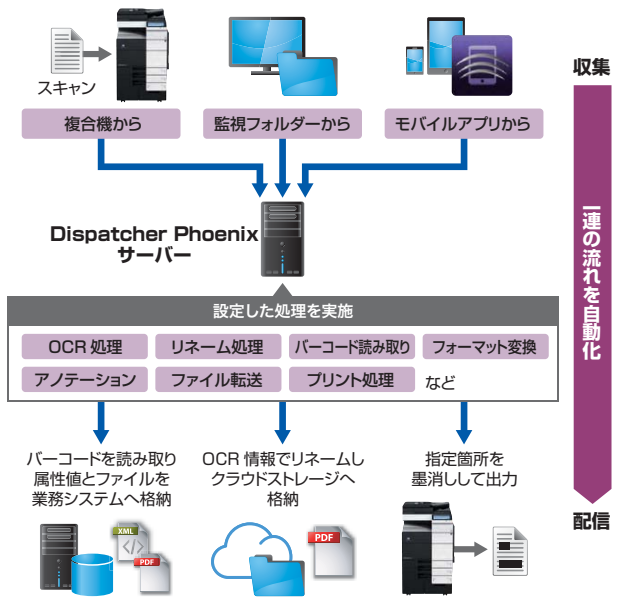 スキャン
複合機から
監視フォルダーから
モバイルアプリから
収集
一連の流れを自動化
配信
Dispatcher Phoenix
サーバー
設定した処理を実施
OCR 処理
リネーム処理
バーコード読み取り
フォーマット変換
アノテーション
ファイル転送
プリント処理
など
バーコードを読み取り
属性値とファイルを
業務システムへ格納
OCR 情報でリネームし
クラウドストレージへ
格納
指定箇所を
墨消しして出力
XML
PDF
PDF